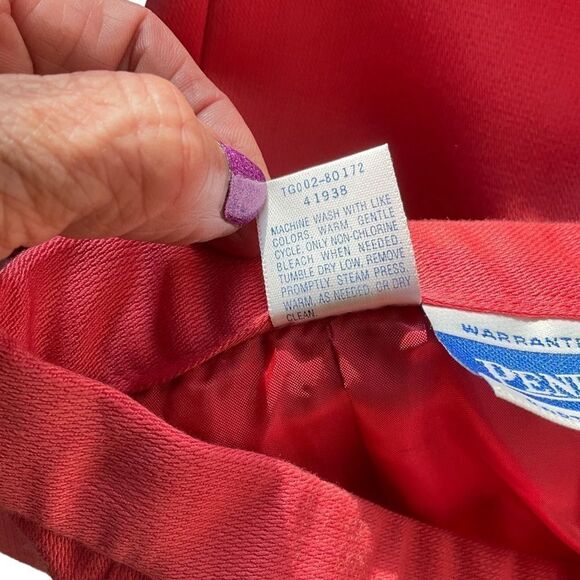 TG002-80172
41938
MACHINE WASH WITH LIKE
COLORS, WARM, GENTLE
CYCLE, ONLY NON-CHLORINE
BLEACH WHEN NEEDED.
TUMBLE DRY LOW, REMOVE
PROMPTLY. STEAM PRESS,
WARM, AS NEEDED, OR DRY
CLEAN.
WARRANTE
PEN